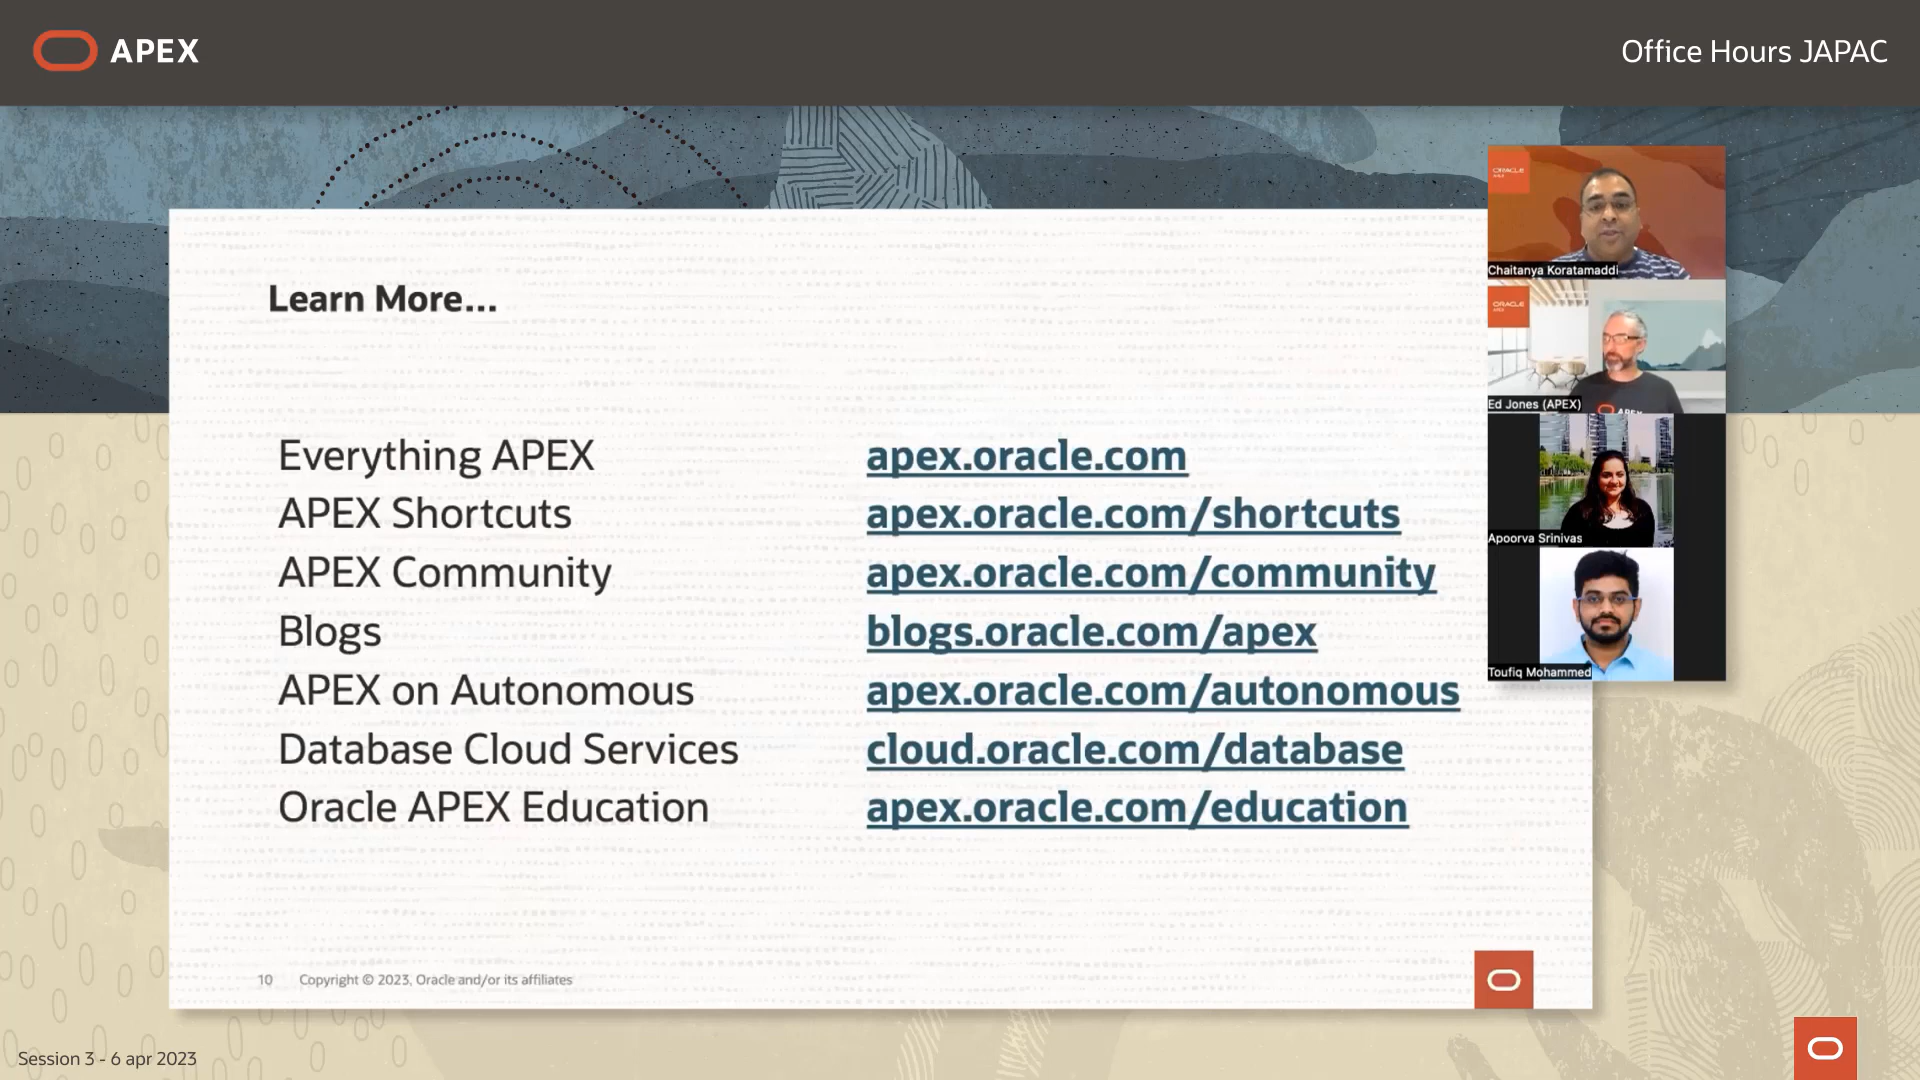 APEX
Office Hours JAPAC
Learn More...
Everything APEX apex.oracle.com
APEX Shortcuts apex.oracle.com/shortcuts
APEX Community apex.oracle.com/community
Blogs blogs.oracle.com/apex
APEX on Autonomous apex.oracle.com/autonomous
Database Cloud Services cloud.oracle.com/database
Oracle APEX Education apex.oracle.com/education
10 Copyright © 2023, Oracle and/or its affiliates
ORACLE
Chaitanya Koratamaddi
ORACLE
APEX
Ed Jones (APEX)
Apoorva Srinivas
Toufiq Mohammed
Session 3 - 6 apr 2023